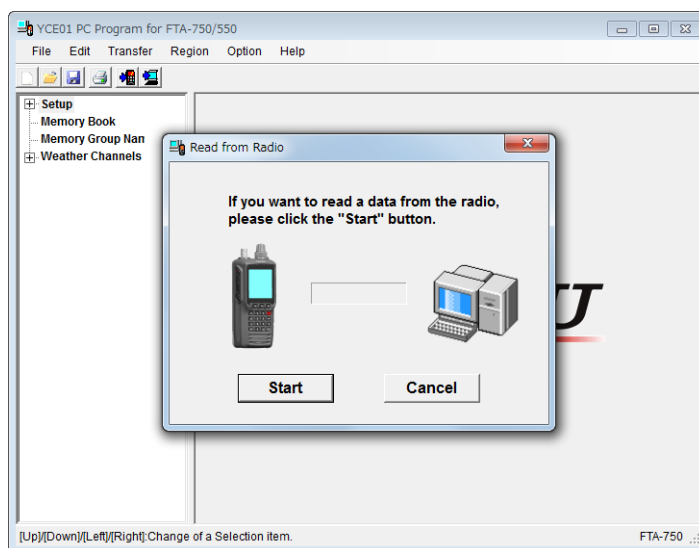 YCE01 PC Program for FTA-750/550
File Edit Transfer Region Option Help
Setup
Memory Book
Memory Group Nan
Weather Channels
Read from Radio
If you want to read a data from the radio,
please click the "Start" button.
U
Start Cancel
[Up]/[Down]/[Left]/[Right]:Change of a Selection item. FTA-750